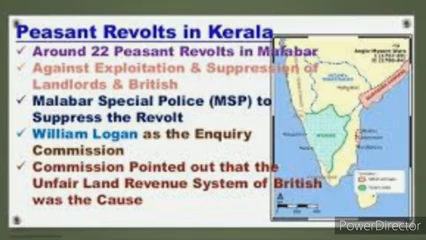 Peasant Revolts in Kerala
✓ Around 22 Peasant Revolts in Malabar
✓ Against Exploitation & Suppression of
Landlords & British
✓ Malabar Special Police (MSP) to
Suppress the Revolt
✓ William Logan as the Enquiry
Commission
✓ Commission Pointed out that the
Unfair Land Revenue System of British
was the Cause
PowerDirector